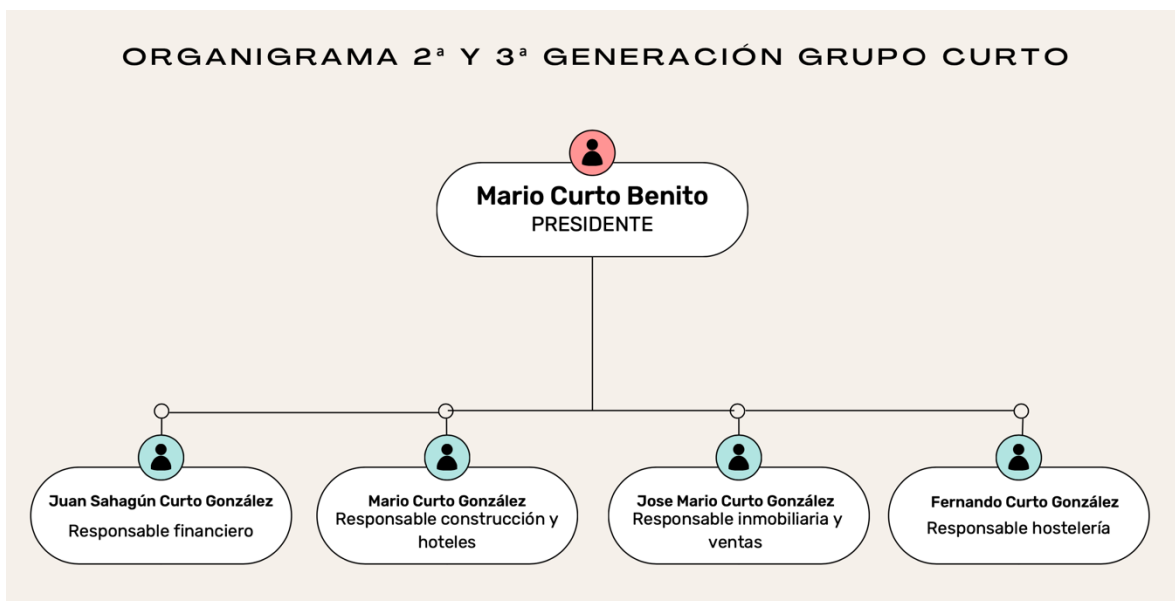 ORGANIGRAMA 2ª Y 3ª GENERACIÓN GRUPO CURTO
Mario Curto Benito
PRESIDENTE
Juan Sahagún Curto González
Responsable financiero
Mario Curto González
Responsable construcción y
hoteles
Jose Mario Curto González
Responsable inmobiliaria y
ventas
Fernando Curto González
Responsable hostelería